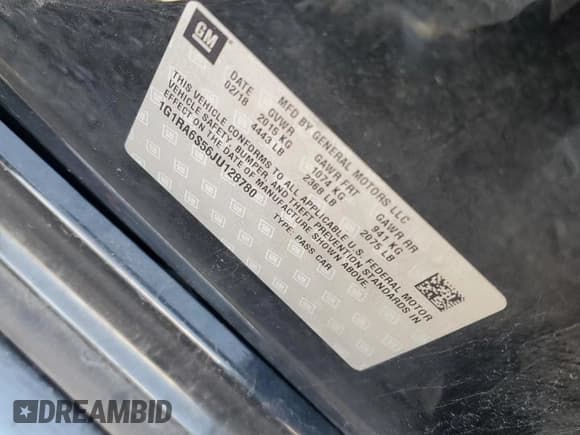 GM
MFD BY GENERAL MOTORS LLC
DATE GVWR GAWR FRT GAWR RR
02/18 2015 KG 1074 KG 941 KG
4443 LB 2368 LB 2075 LB
THIS VEHICLE CONFORMS TO ALL APPLICABLE U.S. FEDERAL MOTOR
VEHICLE SAFETY, BUMPER, AND THEFT PREVENTION STANDARDS IN
EFFECT ON THE DATE OF MANUFACTURE SHOWN ABOVE.
1G1RA6S56JU128780 TYPE: PASS CAR
DREAMBID